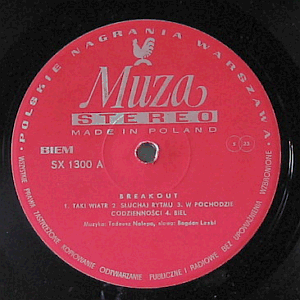 POLSKIE NAGRANIA WARSZAWA
Muza
STEREO
MADE IN POLAND
BIEM
SX 1300 A
33
BREAKOUT
1. TAKI WIATR 2. SŁUCHAJ RYTMU 3. W POCHODZIE
CODZIENNOŚCI 4. BIEL
Muzyka: Tadeusz Nalepa, słowa: Bogdan Loebl
WSZELKIE PRAWA ZASTRZEŻONE KOPIOWANIE ODTWARZANIE PUBLICZNE I RADIOWE BEZ UPOWAŻNIENIA WZBRONIONE